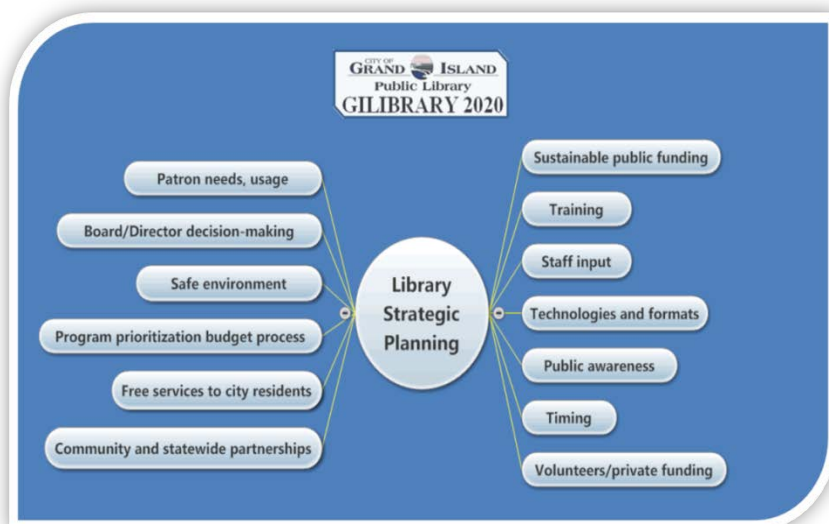 CITY OF
GRAND ISLAND
Public Library
GILIBRARY 2020
Patron needs, usage
Board/Director decision-making
Safe environment
Program prioritization budget process
Free services to city residents
Community and statewide partnerships
Library
Strategic
Planning
Sustainable public funding
Training
Staff input
Technologies and formats
Public awareness
Timing
Volunteers/private funding